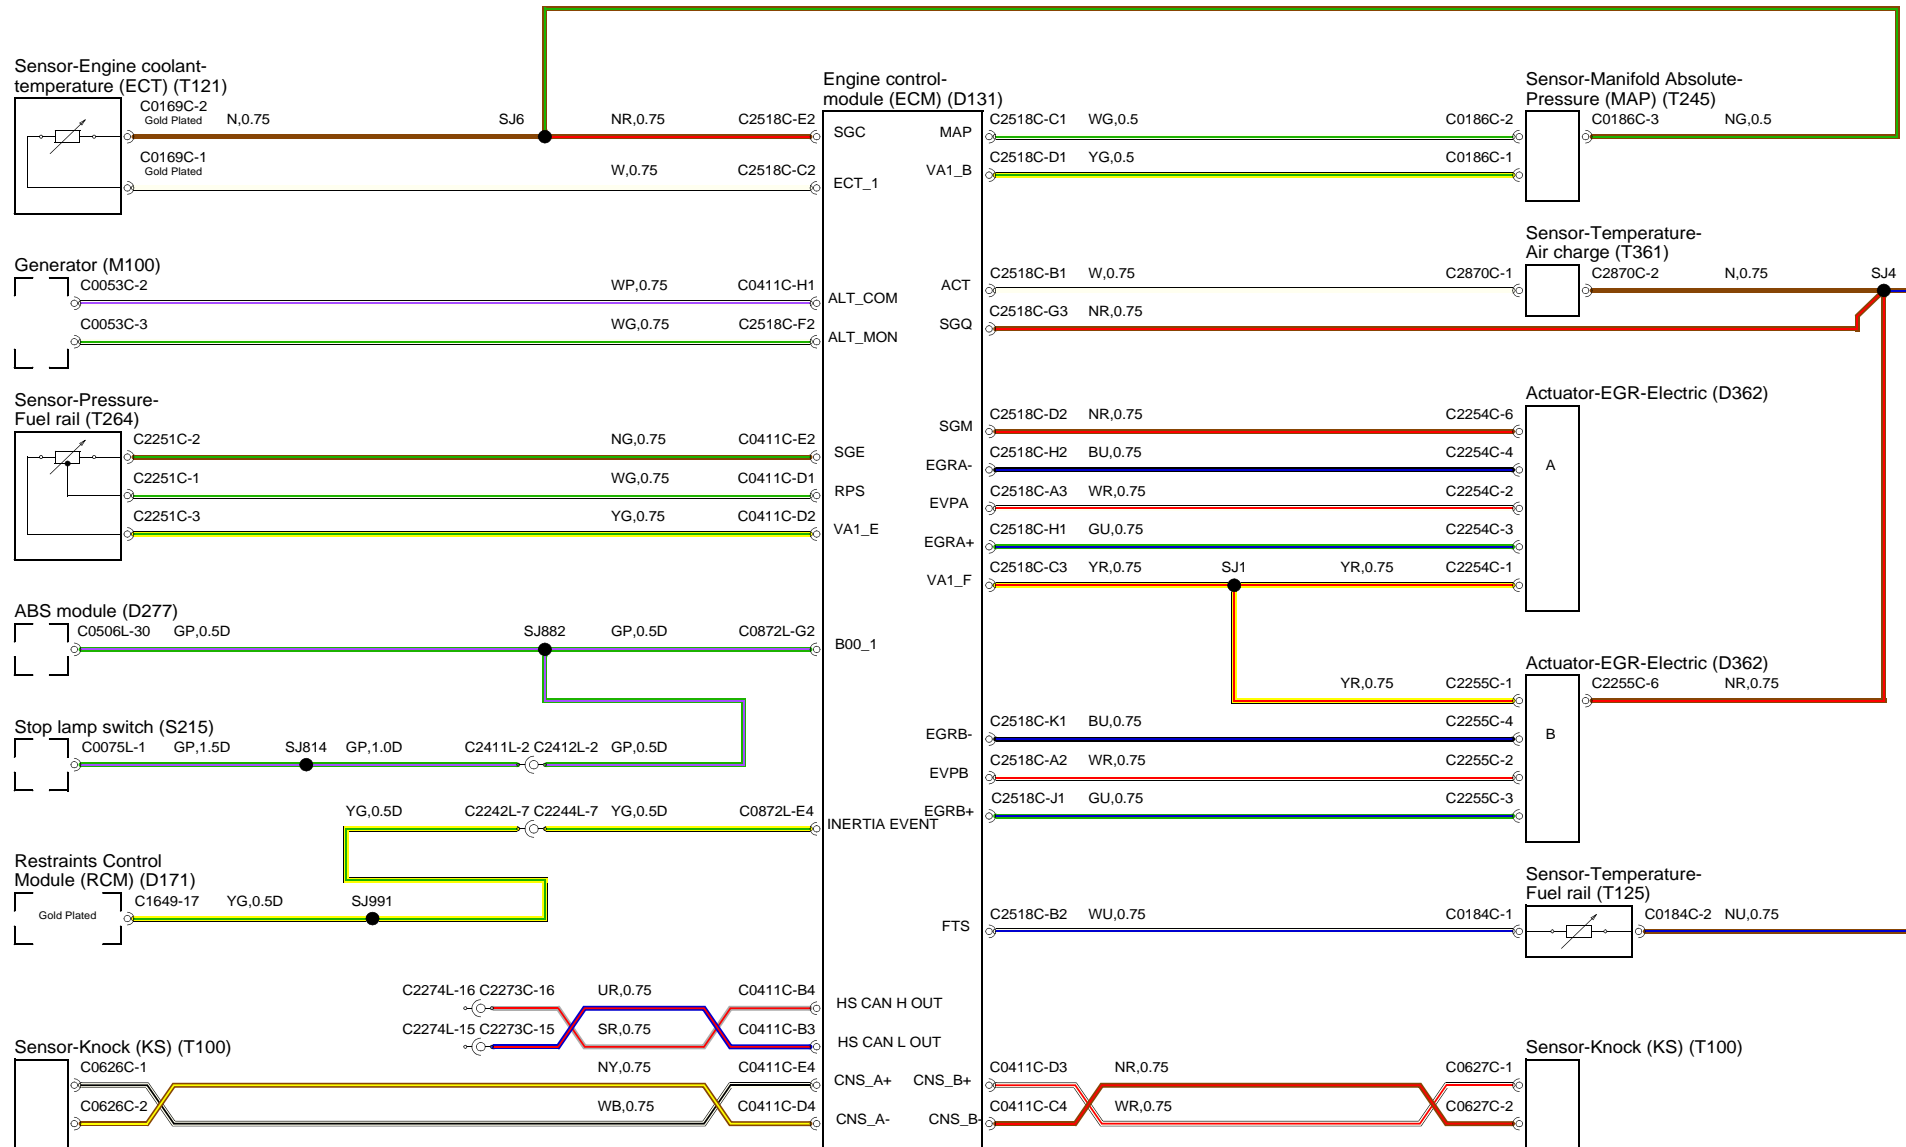 Sensor-Engine coolant-
temperature (ECT) (T121)
C0169C-2
Gold Plated
N,0.75
SJ6
NR,0.75
C2518C-E2
SGC
C0169C-1
Gold Plated
W,0.75
C2518C-C2
ECT_1
Generator (M100)
C0053C-2
WP,0.75
C0411C-H1
ALT_COM
C0053C-3
WG,0.75
C2518C-F2
ALT_MON
Sensor-Pressure-
Fuel rail (T264)
C2251C-2
NG,0.75
C0411C-E2
SGE
C2251C-1
WG,0.75
C0411C-D1
RPS
C2251C-3
YG,0.75
C0411C-D2
VA1_E
ABS module (D277)
C0506L-30
GP,0.5D
SJ882
GP,0.5D
C0872L-G2
B00_1
Stop lamp switch (S215)
C0075L-1
GP,1.5D
SJ814
GP,1.0D
C2411L-2
C2412L-2
GP,0.5D
YG,0.5D
C2242L-7
C2244L-7
YG,0.5D
C0872L-E4
INERTIA EVENT
Restraints Control
Module (RCM) (D171)
Gold Plated
C1649-17
YG,0.5D
SJ991
C2274L-16
C2273C-16
UR,0.75
C0411C-B4
HS CAN H OUT
C2274L-15
C2273C-15
SR,0.75
C0411C-B3
HS CAN L OUT
Sensor-Knock (KS) (T100)
C0626C-1
NY,0.75
C0411C-E4
CNS_A+
C0626C-2
WB,0.75
C0411C-D4
CNS_A-
Engine control-
module (ECM) (D131)
MAP
C2518C-C1
WG,0.5
C0186C-2
VA1_B
C2518C-D1
YG,0.5
C0186C-1
Sensor-Manifold Absolute-
Pressure (MAP) (T245)
C0186C-3
NG,0.5
Sensor-Temperature-
Air charge (T361)
ACT
C2518C-B1
W,0.75
C2870C-1
C2870C-2
N,0.75
SJ4
SGQ
C2518C-G3
NR,0.75
Actuator-EGR-Electric (D362)
SGM
C2518C-D2
NR,0.75
C2254C-6
EGRA-
C2518C-H2
BU,0.75
C2254C-4
A
EVPA
C2518C-A3
WR,0.75
C2254C-2
EGRA+
C2518C-H1
GU,0.75
C2254C-3
VA1_F
C2518C-C3
YR,0.75
SJ1
YR,0.75
C2254C-1
Actuator-EGR-Electric (D362)
YR,0.75
C2255C-1
C2255C-6
NR,0.75
EGRB-
C2518C-K1
BU,0.75
C2255C-4
B
EVPB
C2518C-A2
WR,0.75
C2255C-2
EGRB+
C2518C-J1
GU,0.75
C2255C-3
Sensor-Temperature-
Fuel rail (T125)
FTS
C2518C-B2
WU,0.75
C0184C-1
C0184C-2
NU,0.75
Sensor-Knock (KS) (T100)
CNS_B+
C0411C-D3
NR,0.75
C0627C-1
CNS_B-
C0411C-C4
WR,0.75
C0627C-2